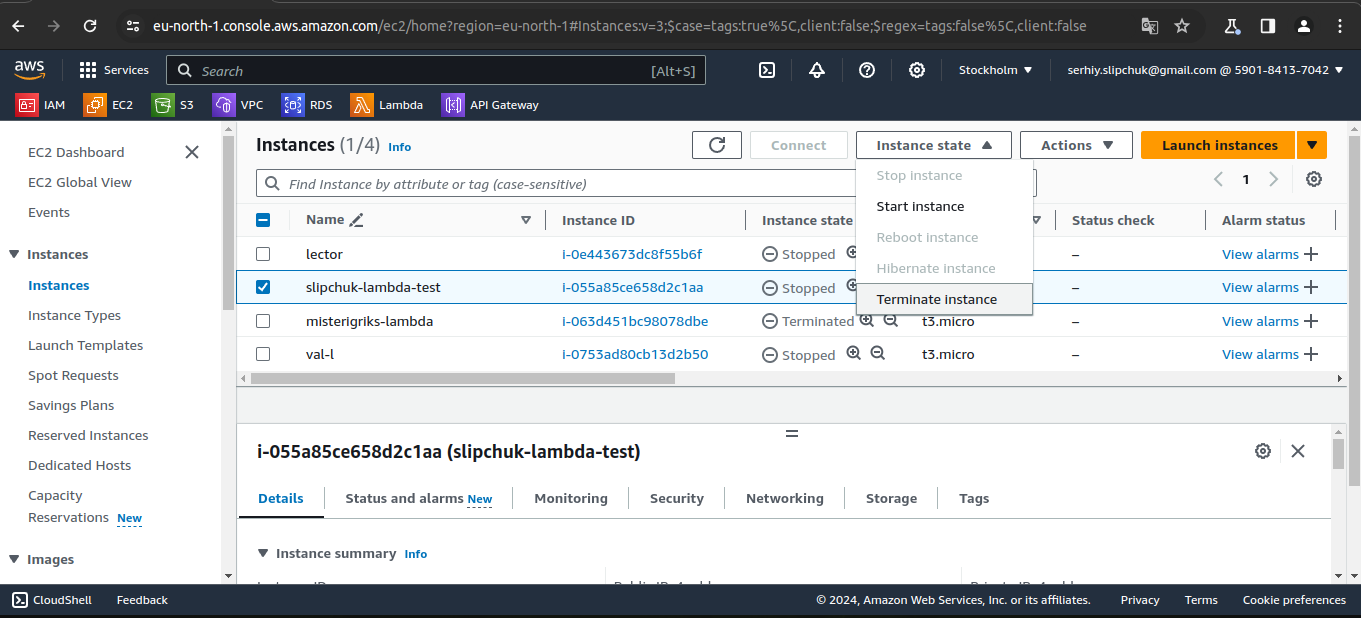 eu-north-1.console.aws.amazon.com/ec2/home?region=eu-north-1#Instances:v=3;$case=tags:true%5C,client:false;$regex=tags:false%5C,client:false
aws Services Search [Alt+S] Stockholm serhiy.slipchuk@gmail.com @ 5901-8413-7042
IAM EC2 S3 VPC RDS Lambda API Gateway
EC2 Dashboard
EC2 Global View
Events
Instances
Instances
Instance Types
Launch Templates
Spot Requests
Savings Plans
Reserved Instances
Dedicated Hosts
Capacity
Reservations New
Images
Instances (1/4) Info Connect Instance state Actions Launch instances
Find Instance by attribute or tag (case-sensitive) 1
Stop instance
Start instance
Reboot instance
Hibernate instance
Terminate instance
Name Instance ID Instance state Status check Alarm status
lector i-0e443673dc8f55b6f Stopped – View alarms
slipchuk-lambda-test i-055a85ce658d2c1aa Stopped – View alarms
misterigriks-lambda i-063d451bc98078dbe Terminated t3.micro – View alarms
val-l i-0753ad80cb13d2b50 Stopped t3.micro – View alarms
i-055a85ce658d2c1aa (slipchuk-lambda-test)
Details Status and alarms New Monitoring Security Networking Storage Tags
Instance summary Info
CloudShell Feedback © 2024, Amazon Web Services, Inc. or its affiliates. Privacy Terms Cookie preferences